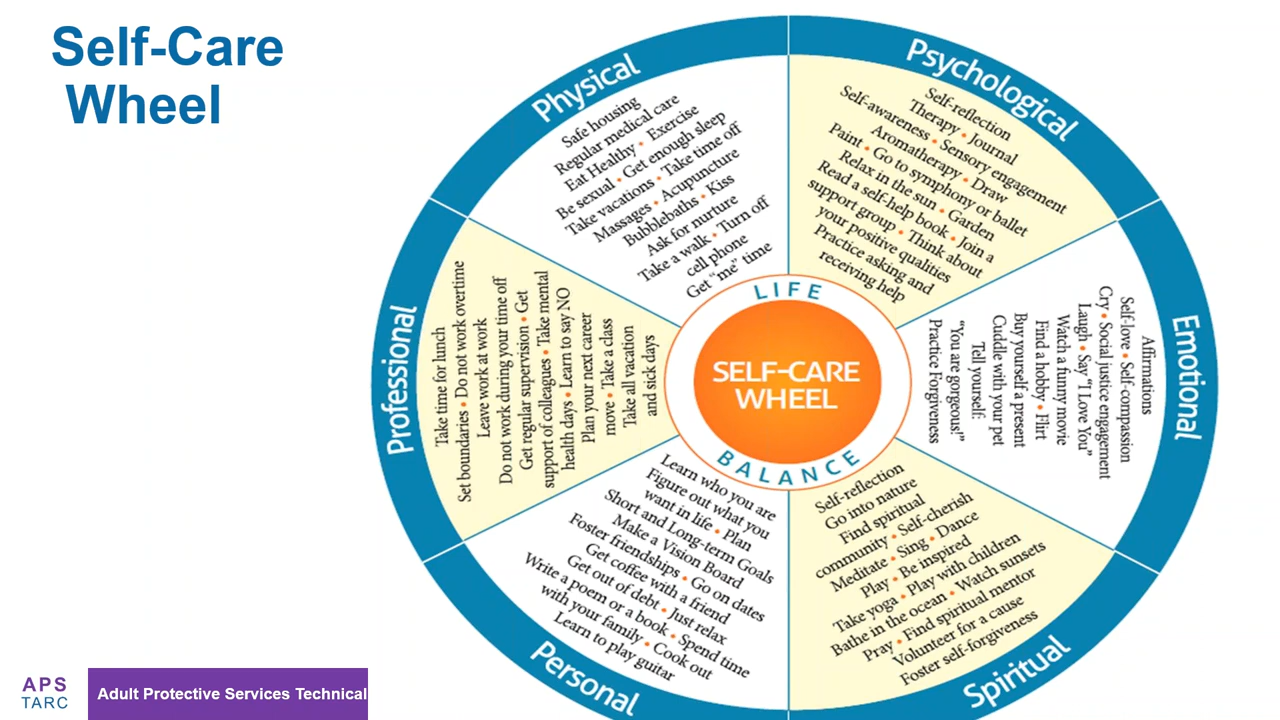 Self-Care
Wheel
Physical
Safe housing
Regular medical care
Eat Healthy • Exercise
Be sexual • Get enough sleep
Take vacations • Take time off
Massages • Acupuncture
Bubblebaths • Kiss
Ask for nurture
Take a walk • Turn off
cell phone
Get "me" time
Psychological
Self-reflection
Therapy • Journal
Self-awareness • Sensory engagement
Aromatherapy • Draw
Paint • Go to symphony or ballet
Relax in the sun • Garden
Read a self-help book • Join a
support group • Think about
your positive qualities
Practice asking and
receiving help
Emotional
Affirmations
Self-love • Self-compassion
Cry • Social justice engagement
Laugh • Say "I Love You"
Watch a funny movie
Find a hobby • Flirt
Buy yourself a present
Cuddle with your pet
Tell yourself:
"You are gorgeous!"
Practice Forgiveness
Spiritual
Self-reflection
Go into nature
Find spiritual
community • Self-cherish
Meditate • Sing • Dance
Play • Be inspired
Take yoga • Play with children
Bathe in the ocean • Watch sunsets
Pray • Find spiritual mentor
Volunteer for a cause
Foster self-forgiveness
Personal
Learn who you are
Figure out what you
want in life • Plan
Short and Long-term Goals
Make a Vision Board
Foster friendships • Go on dates
Get coffee with a friend
Get out of debt • Just relax
Write a poem or a book • Spend time
with your family • Cook out
Learn to play guitar
Professional
Take time for lunch
Set boundaries • Do not work overtime
Leave work at work
Do not work during your time off
Get regular supervision • Get
support of colleagues • Take mental
health days • Learn to say NO
Plan your next career
move • Take a class
Take all vacation
and sick days
LIFE
SELF-CARE
WHEEL
BALANCE
APS
TARC
Adult Protective Services Technical